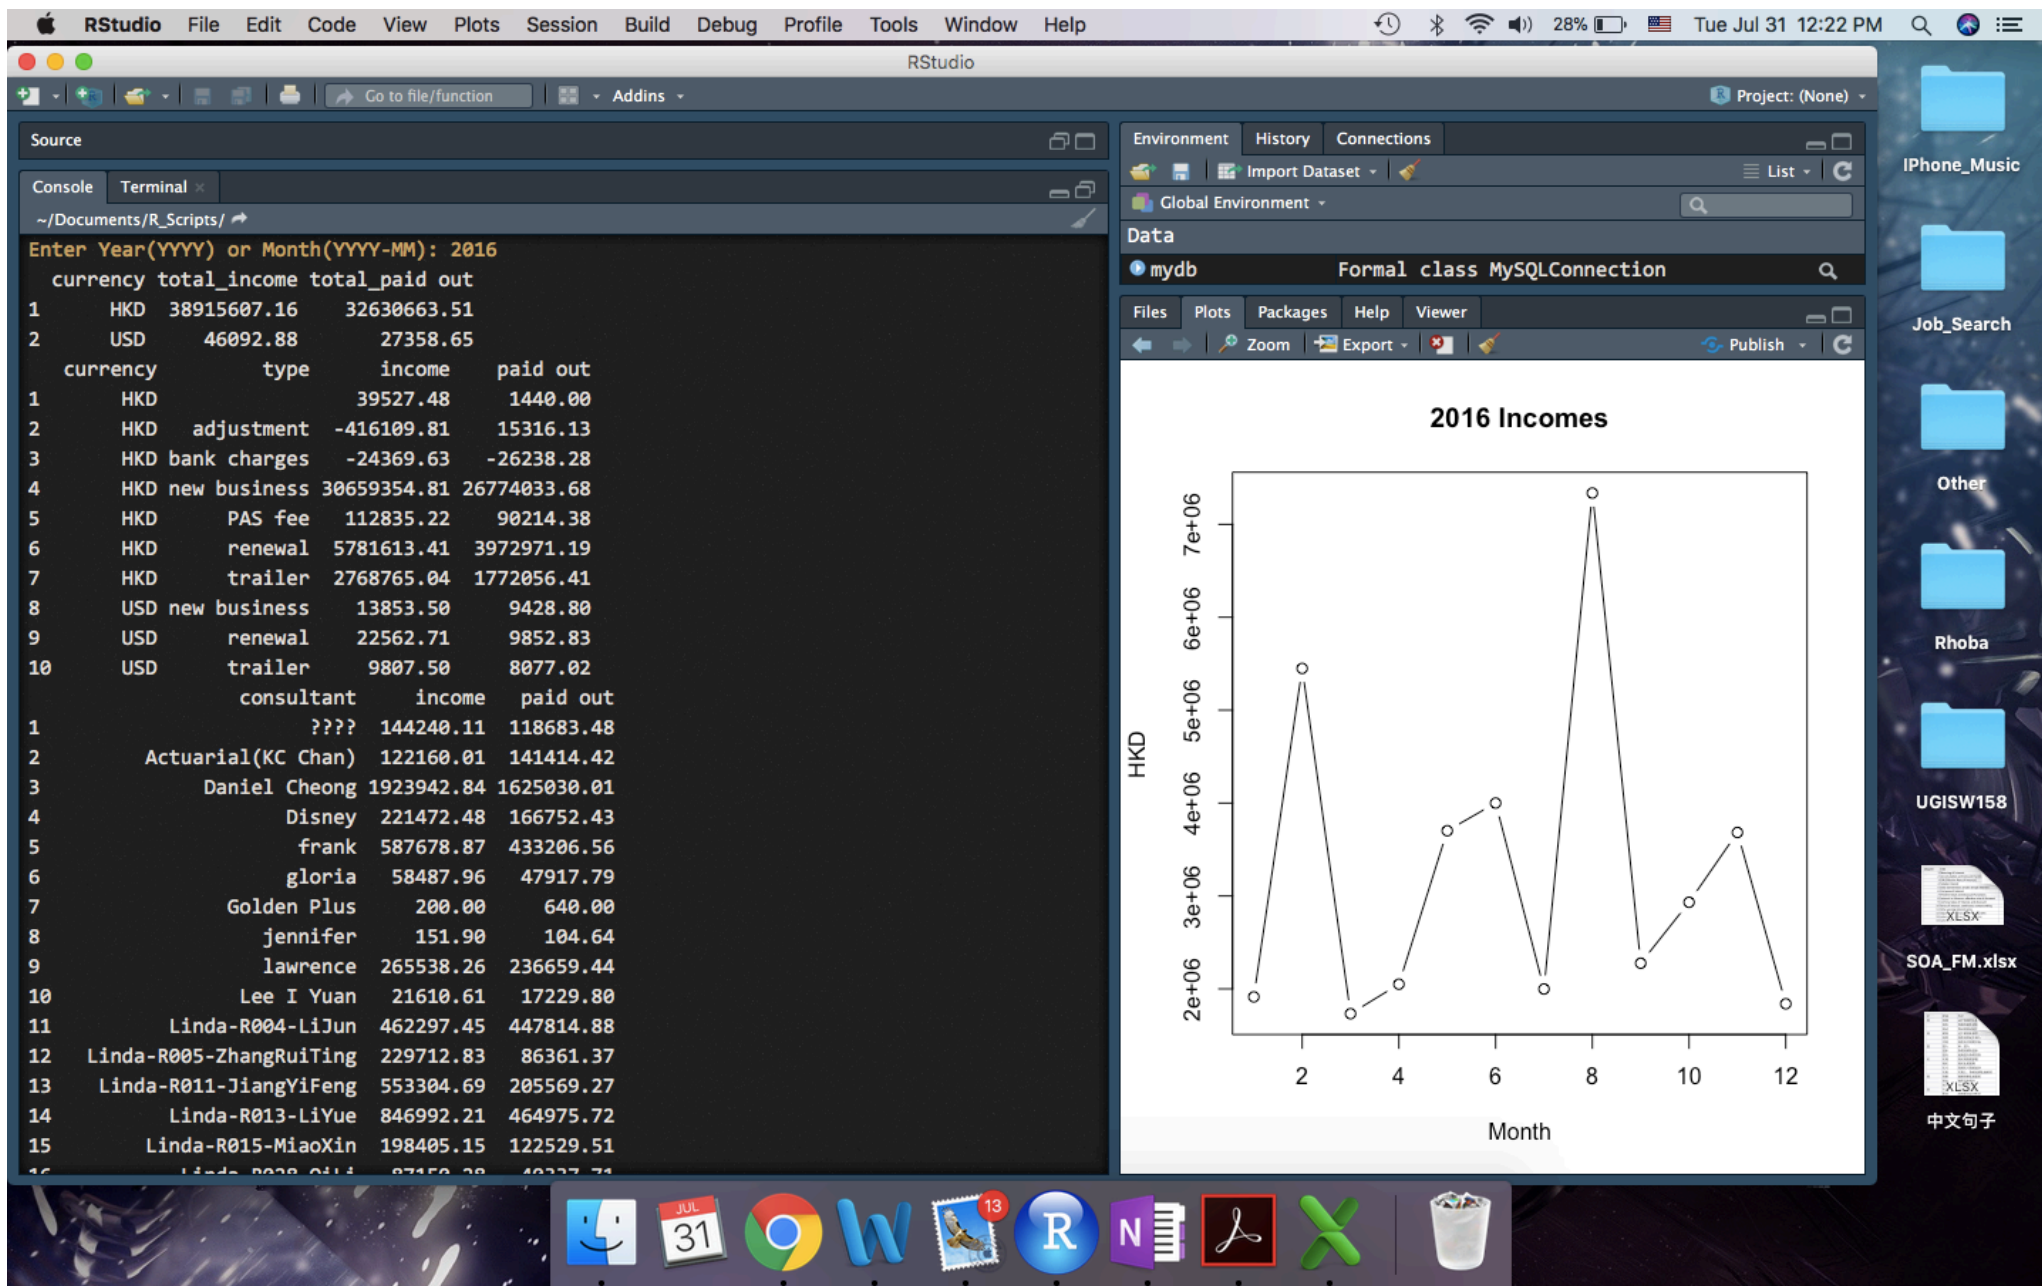 RStudio File Edit Code View Plots Session Build Debug Profile Tools Window Help 28% Tue Jul 31 12:22 PM
RStudio
Go to file/function Addins Project: (None)
Source
Console Terminal
~/Documents/R_Scripts/
Enter Year(YYYY) or Month(YYYY-MM): 2016
currency total_income total_paid out
1 HKD 38915607.16 32630663.51
2 USD 46092.88 27358.65
currency type income paid out
1 HKD 39527.48 1440.00
2 HKD adjustment -416109.81 15316.13
3 HKD bank charges -24369.63 -26238.28
4 HKD new business 30659354.81 26774033.68
5 HKD PAS fee 112835.22 90214.38
6 HKD renewal 5781613.41 3972971.19
7 HKD trailer 2768765.04 1772056.41
8 USD new business 13853.50 9428.80
9 USD renewal 22562.71 9852.83
10 USD trailer 9807.50 8077.02
consultant income paid out
1 ???? 144240.11 118683.48
2 Actuarial(KC Chan) 122160.01 141414.42
3 Daniel Cheong 1923942.84 1625030.01
4 Disney 221472.48 166752.43
5 frank 587678.87 433206.56
6 gloria 58487.96 47917.79
7 Golden Plus 200.00 640.00
8 jennifer 151.90 104.64
9 lawrence 265538.26 236659.44
10 Lee I Yuan 21610.61 17229.80
11 Linda-R004-LiJun 462297.45 447814.88
12 Linda-R005-ZhangRuiTing 229712.83 86361.37
13 Linda-R011-JiangYiFeng 553304.69 205569.27
14 Linda-R013-LiYue 846992.21 464975.72
15 Linda-R015-MiaoXin 198405.15 122529.51
Environment History Connections
Import Dataset List
Global Environment
Data
mydb Formal class MySQLConnection
Files Plots Packages Help Viewer
Zoom Export Publish
2016 Incomes
7e+06
6e+06
5e+06
4e+06
3e+06
2e+06
HKD
2 4 6 8 10 12
Month
IPhone_Music
Job_Search
Other
Rhoba
UGISW158
XLSX
SOA_FM.xlsx
XLSX
中文句子
JUL
31
W
13
R
N